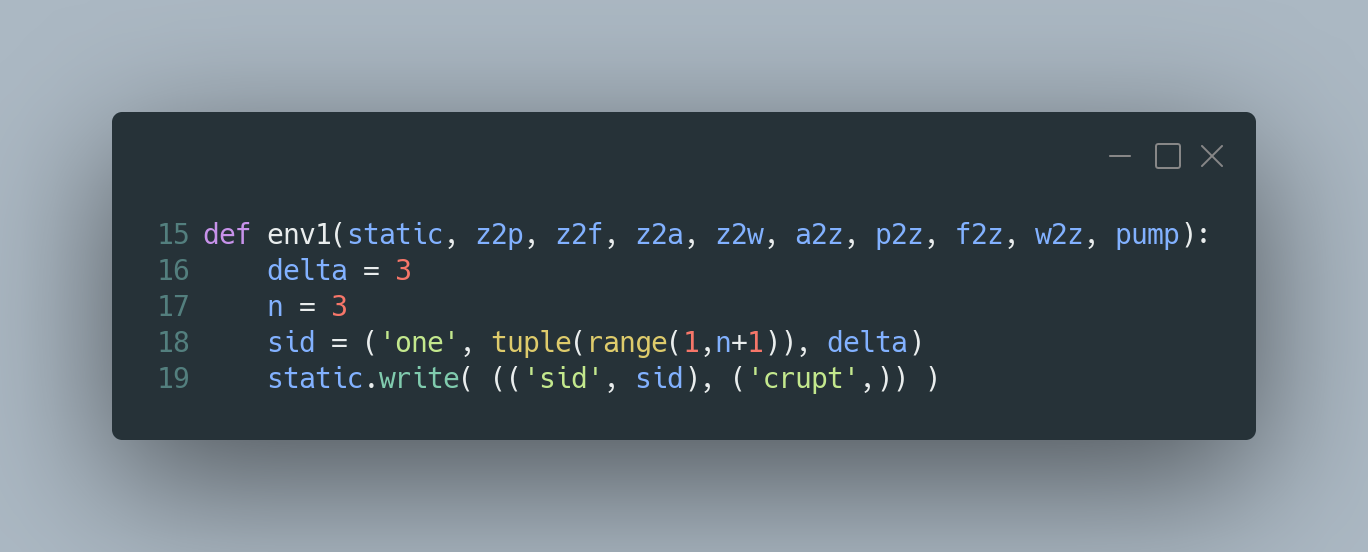 15 def env1(static, z2p, z2f, z2a, z2w, a2z, p2z, f2z, w2z, pump):
16     delta = 3
17     n = 3
18     sid = ('one', tuple(range(1,n+1)), delta)
19     static.write( (('sid', sid), ('crupt',)) )